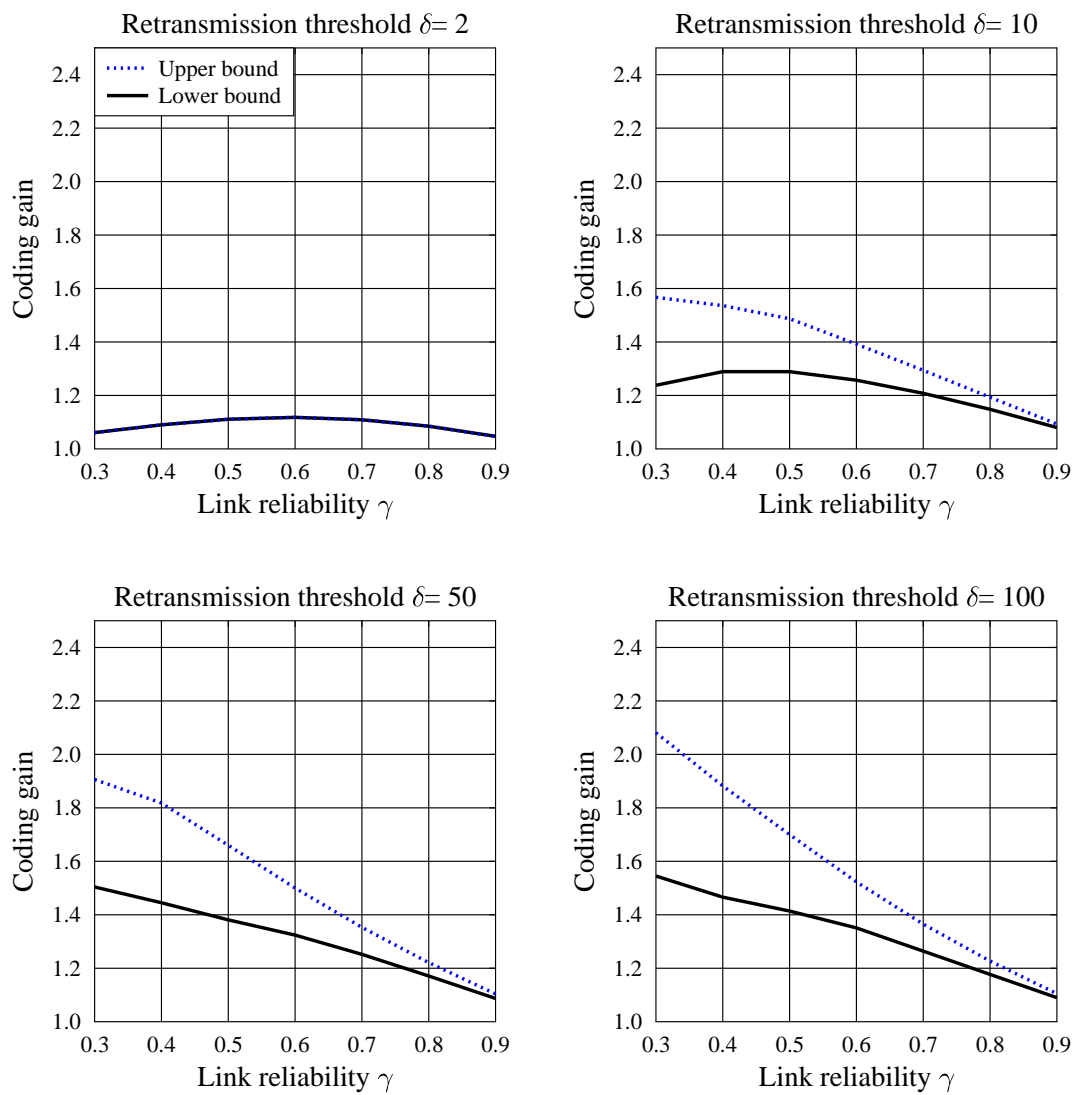 Retransmission threshold δ= 2
Upper bound
Lower bound
2.4
2.2
2.0
1.8
1.6
1.4
1.2
1.0
Coding gain
0.3 0.4 0.5 0.6 0.7 0.8 0.9
Link reliability γ
Retransmission threshold δ= 10
2.4
2.2
2.0
1.8
1.6
1.4
1.2
1.0
Coding gain
0.3 0.4 0.5 0.6 0.7 0.8 0.9
Link reliability γ
Retransmission threshold δ= 50
2.4
2.2
2.0
1.8
1.6
1.4
1.2
1.0
Coding gain
0.3 0.4 0.5 0.6 0.7 0.8 0.9
Link reliability γ
Retransmission threshold δ= 100
2.4
2.2
2.0
1.8
1.6
1.4
1.2
1.0
Coding gain
0.3 0.4 0.5 0.6 0.7 0.8 0.9
Link reliability γ